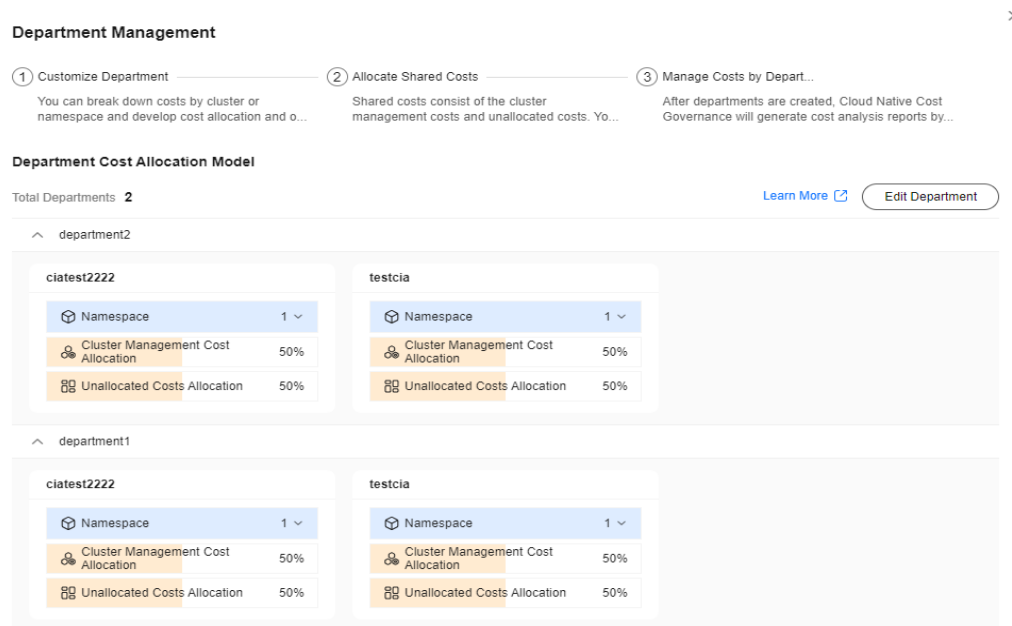 Department Management
1 Customize Department
You can break down costs by cluster or
namespace and develop cost allocation and o...
2 Allocate Shared Costs
Shared costs consist of the cluster
management costs and unallocated costs. Yo...
3 Manage Costs by Depart...
After departments are created, Cloud Native Cost
Governance will generate cost analysis reports by...
Department Cost Allocation Model
Total Departments 2
Learn More
Edit Department
department2
ciatest2222
Namespace 1
Cluster Management Cost
Allocation 50%
Unallocated Costs Allocation 50%
testcia
Namespace 1
Cluster Management Cost
Allocation 50%
Unallocated Costs Allocation 50%
department1
ciatest2222
Namespace 1
Cluster Management Cost
Allocation 50%
Unallocated Costs Allocation 50%
testcia
Namespace 1
Cluster Management Cost
Allocation 50%
Unallocated Costs Allocation 50%